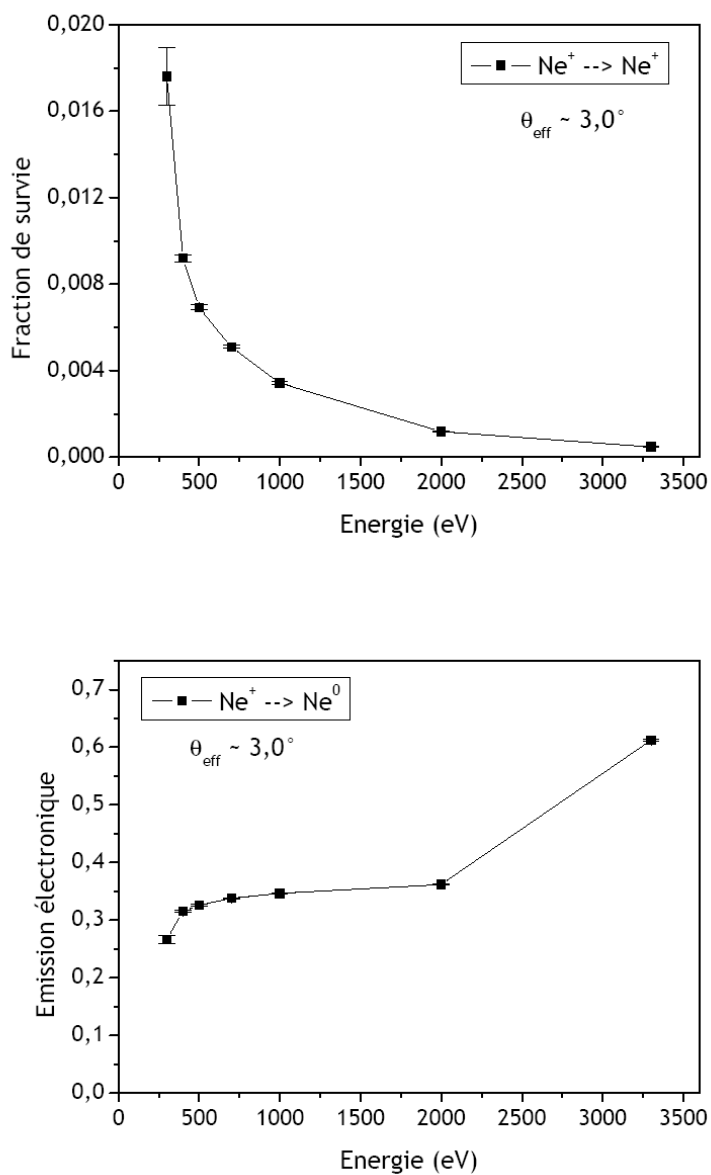 0,020
0,016
0,012
0,008
0,004
0,000
Fraction de survie
Ne⁺ --> Ne⁺
θeff ~ 3,0°
0 500 1000 1500 2000 2500 3000 3500
Energie (eV)
0,7
0,6
0,5
0,4
0,3
0,2
0,1
0,0
Emission électronique
Ne⁺ --> Ne⁰
θeff ~ 3,0°
0 500 1000 1500 2000 2500 3000 3500
Energie (eV)